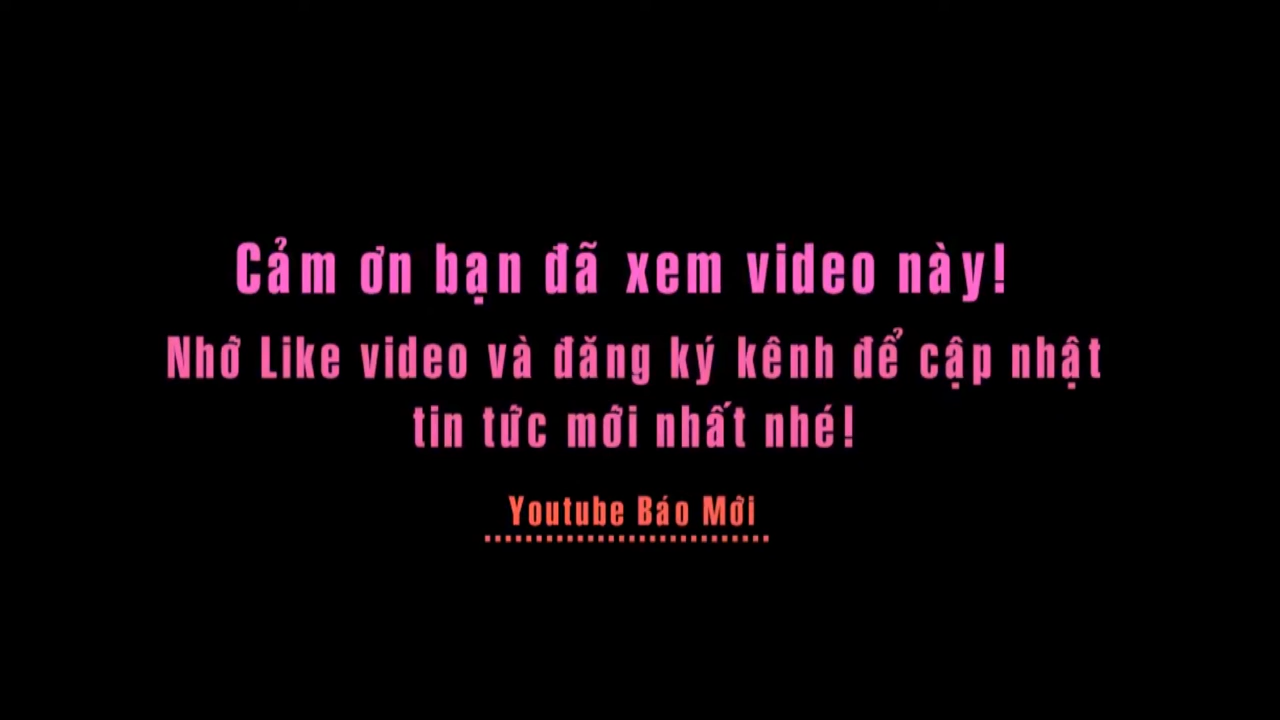 Cảm ơn bạn đã xem video này!
Nhớ Like video và đăng ký kênh để cập nhật
tin tức mới nhất nhé!
Youtube Báo Mới